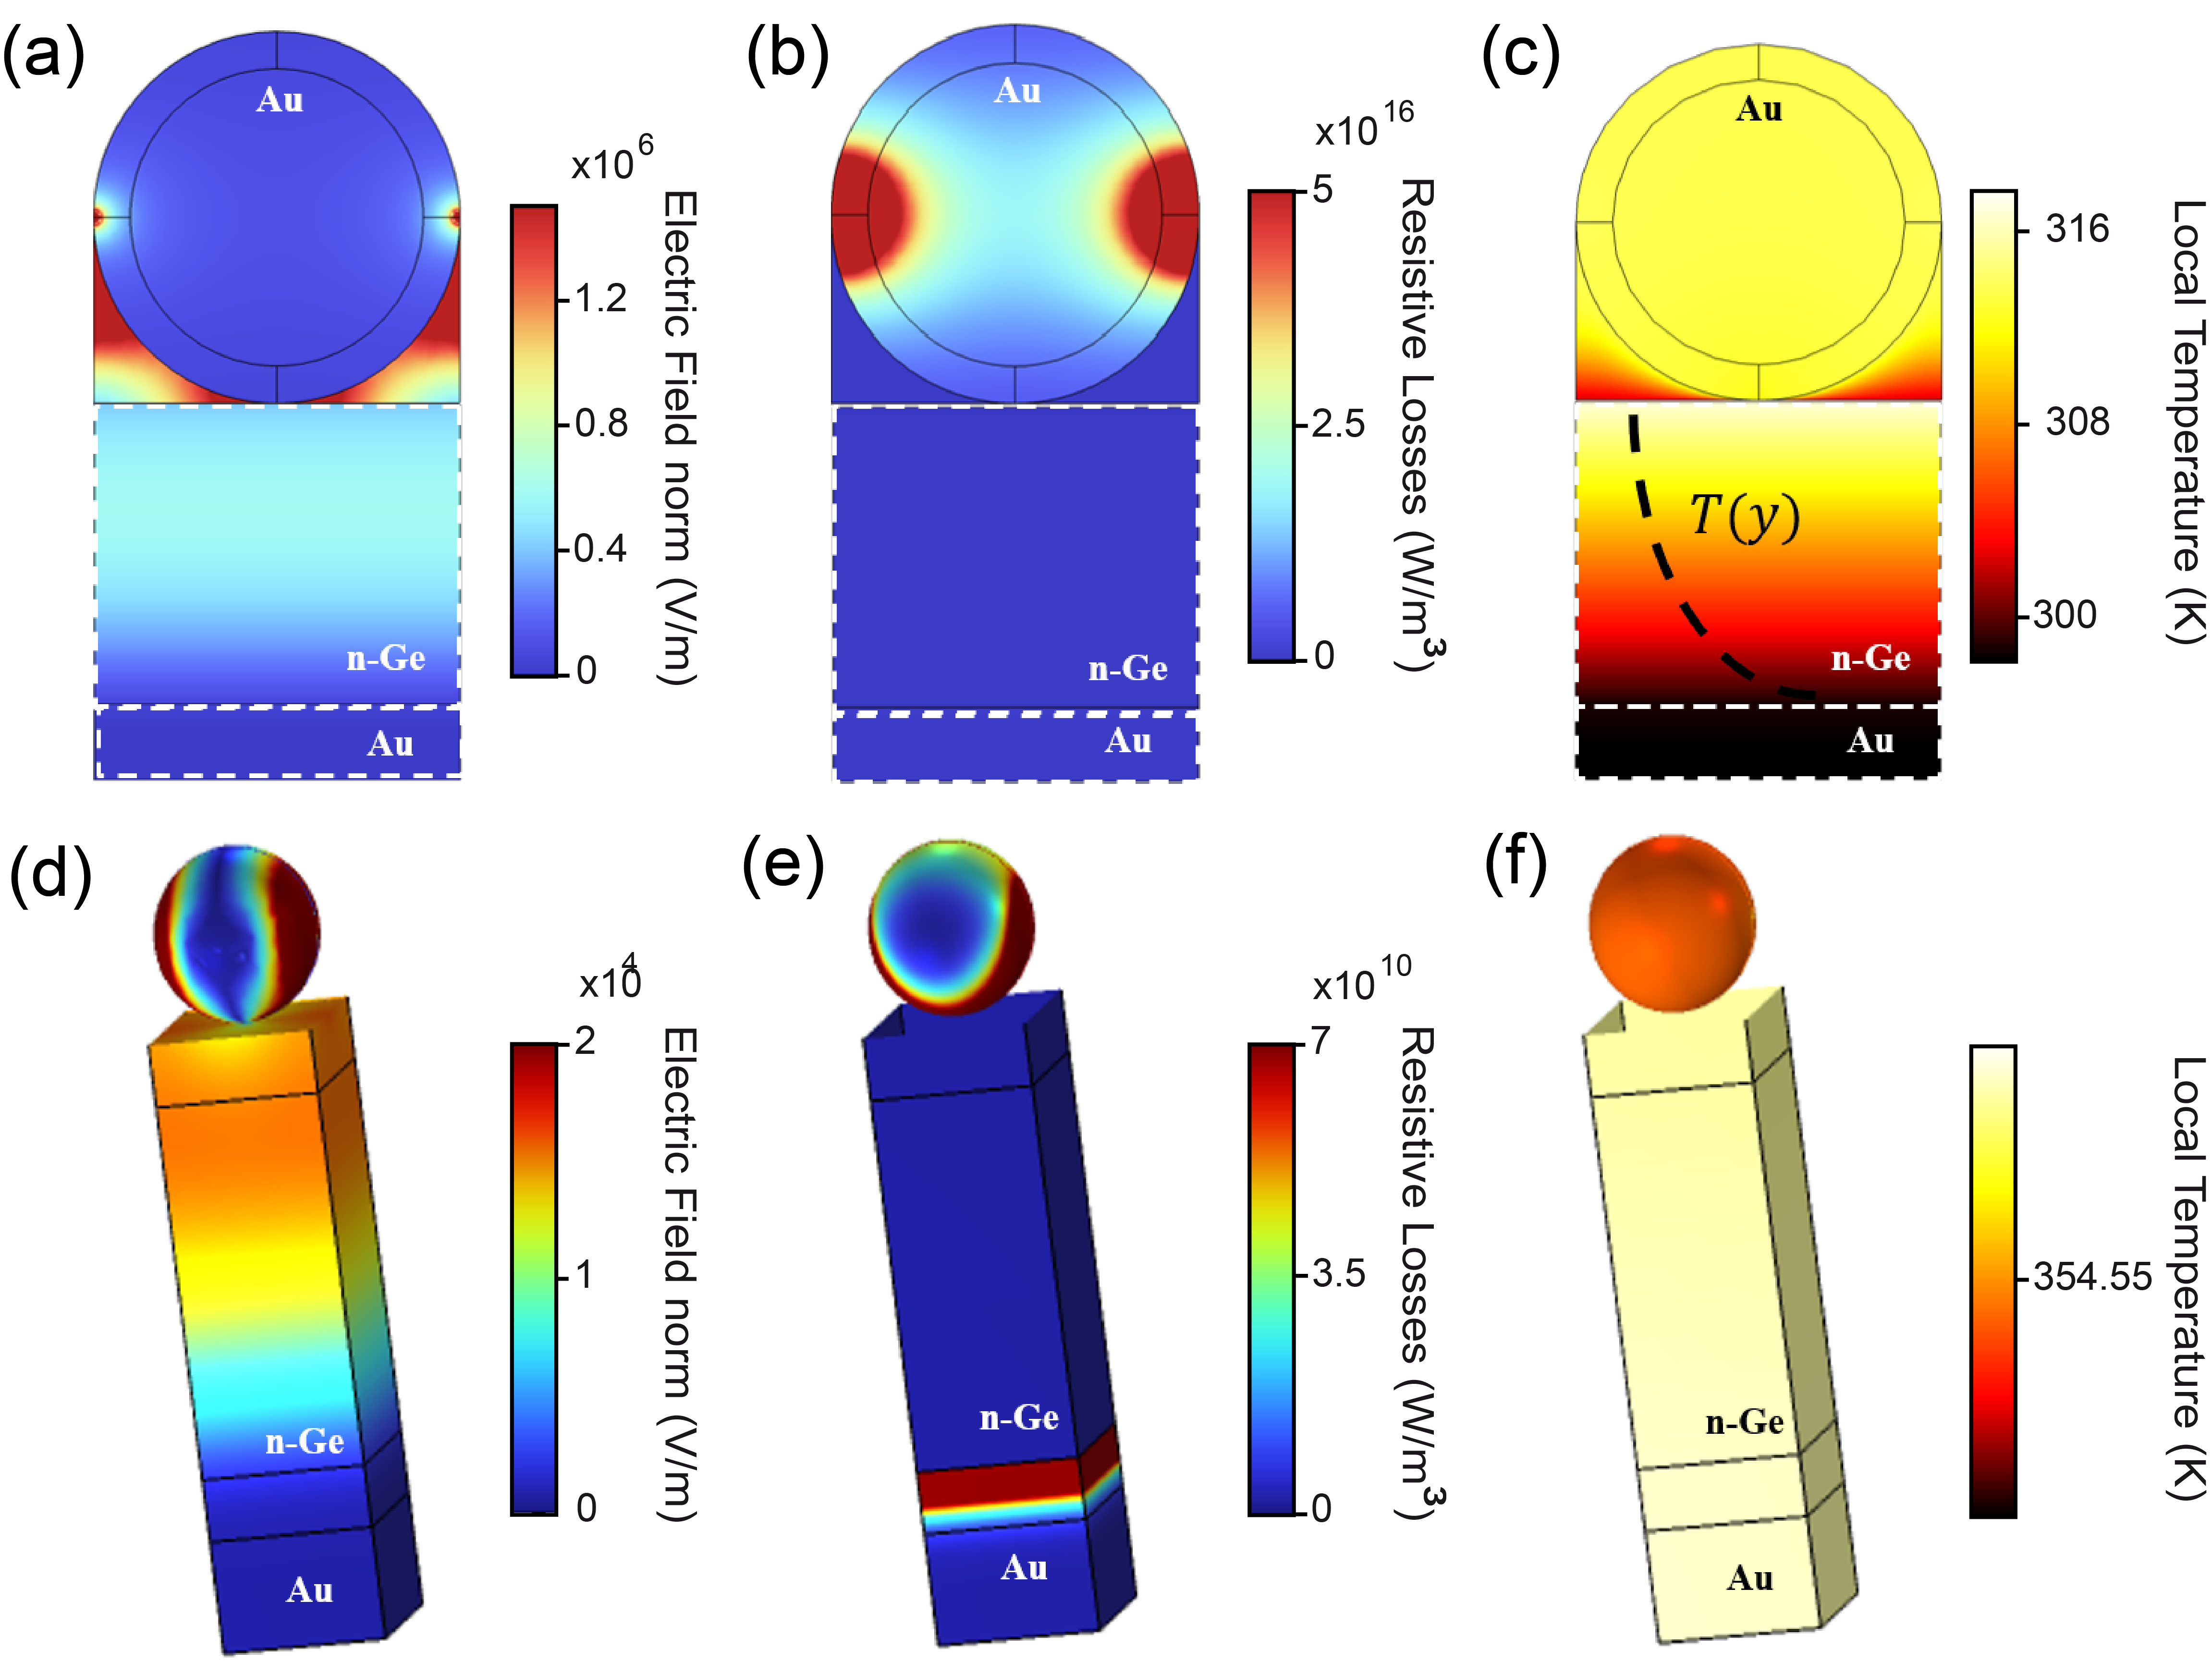 (a)
Au
n-Ge
Au
x10 6
1.2
0.8
0.4
0
Electric Field norm (V/m)
(b)
Au
n-Ge
Au
x10 16
5
2.5
0
Resistive Losses (W/m3)
(c)
Au
T(y)
n-Ge
Au
316
308
300
Local Temperature (K)
(d)
n-Ge
Au
x10 4
2
1
0
Electric Field norm (V/m)
(e)
n-Ge
Au
x10 10
7
3.5
0
Resistive Losses (W/m3)
(f)
n-Ge
Au
354.55
Local Temperature (K)